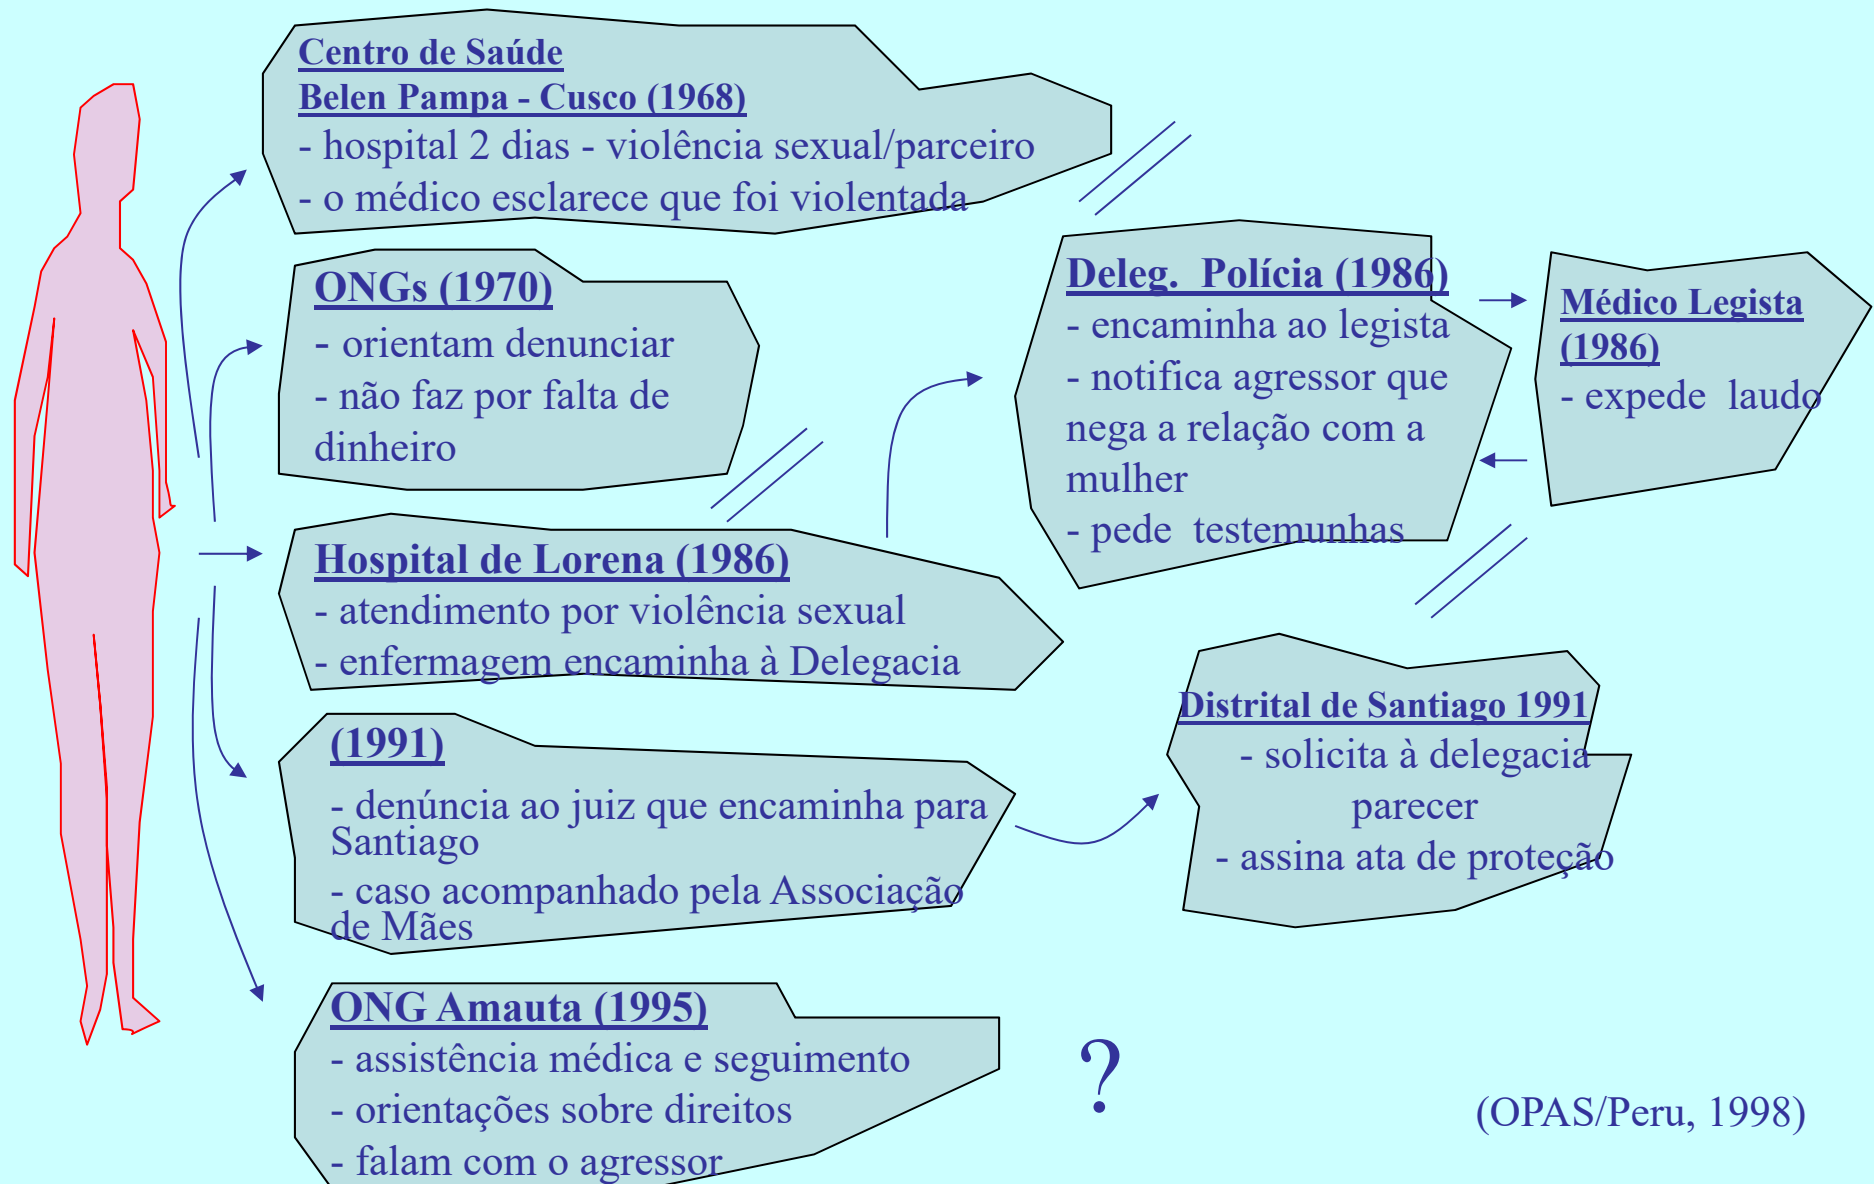 Centro de Saúde
Belen Pampa - Cusco (1968)
- hospital 2 dias - violência sexual/parceiro
- o médico esclarece que foi violentada
ONGs (1970)
- orientam denunciar
- não faz por falta de
dinheiro
Hospital de Lorena (1986)
- atendimento por violência sexual
- enfermagem encaminha à Delegacia
(1991)
- denúncia ao juiz que encaminha para
Santiago
- caso acompanhado pela Associação
de Mães
ONG Amauta (1995)
- assistência médica e seguimento
- orientações sobre direitos
- falam com o agressor
Deleg. Polícia (1986)
- encaminha ao legista
- notifica agressor que
nega a relação com a
mulher
- pede testemunhas
Médico Legista
(1986)
- expede laudo
Distrital de Santiago 1991
- solicita à delegacia
parecer
- assina ata de proteção
?
(OPAS/Peru, 1998)